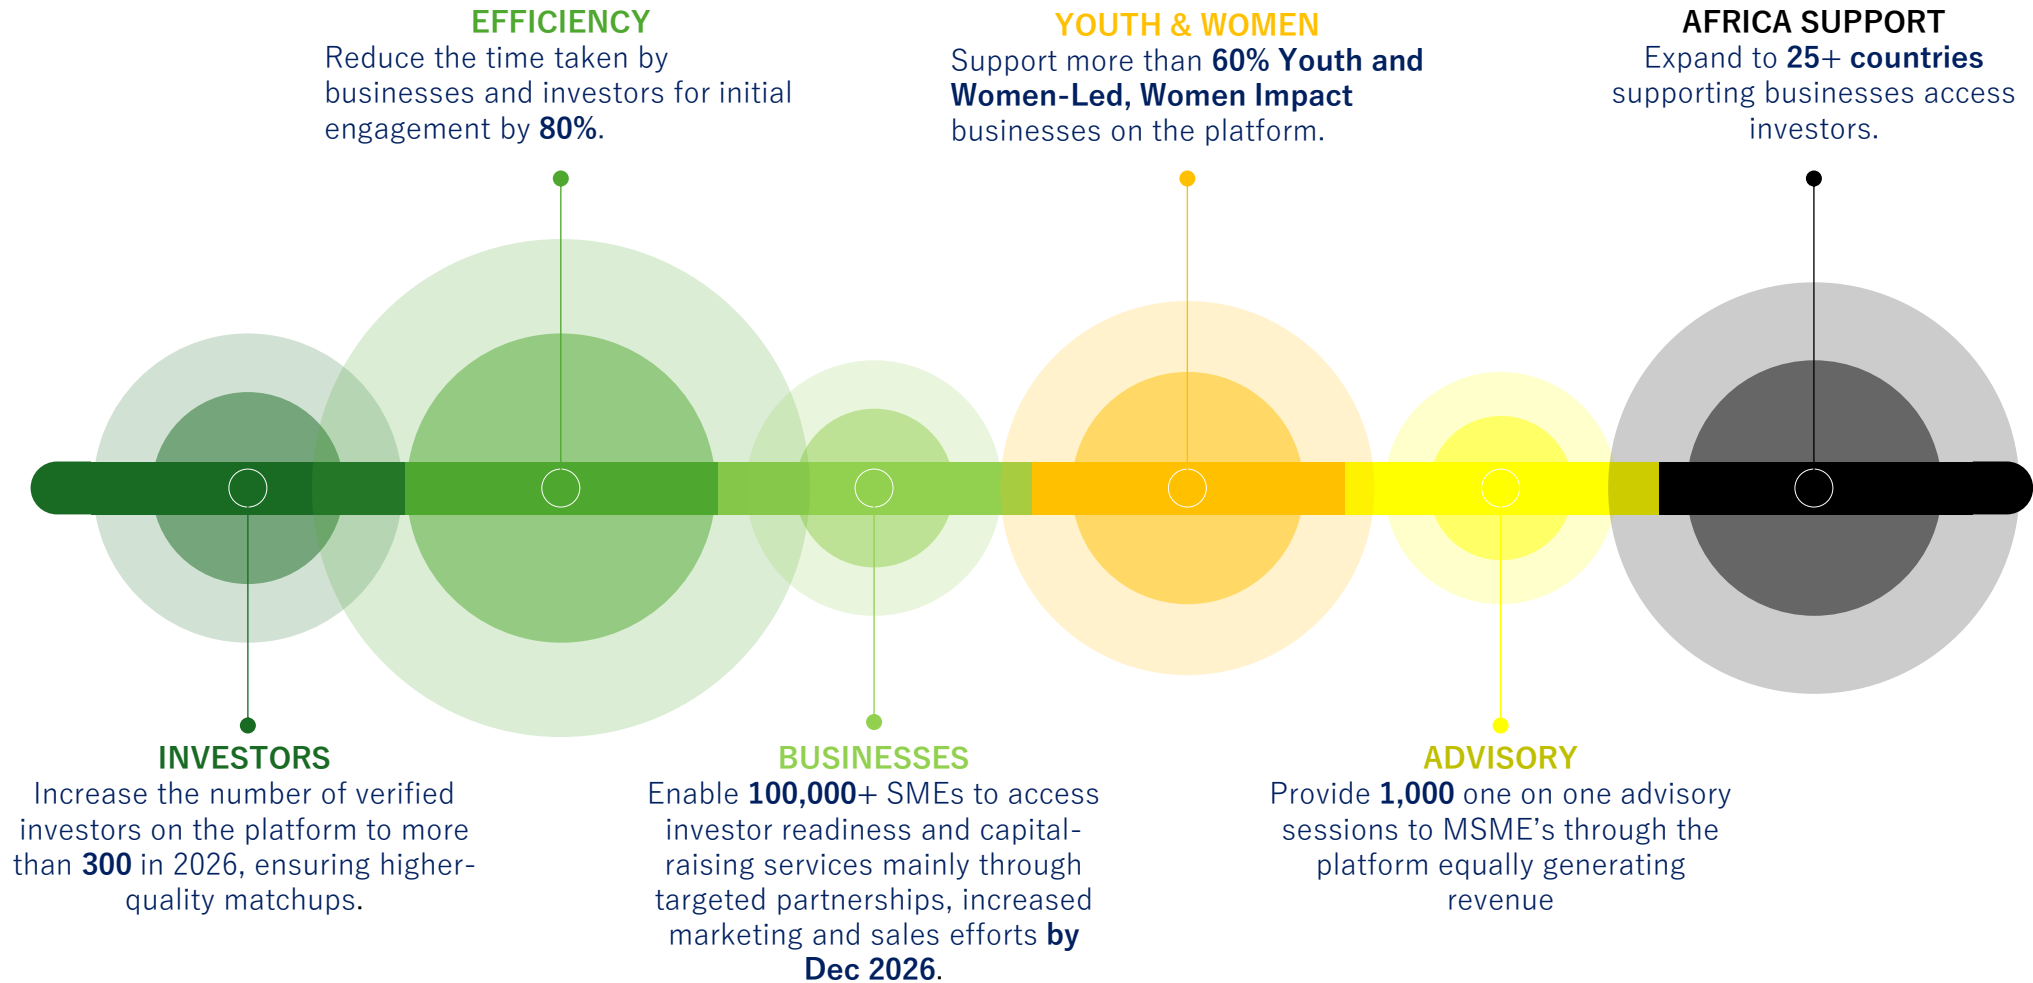 EFFICIENCY
Reduce the time taken by
businesses and investors for initial
engagement by 80%.
YOUTH & WOMEN
Support more than 60% Youth and
Women-Led, Women Impact
businesses on the platform.
AFRICA SUPPORT
Expand to 25+ countries
supporting businesses access
investors.
INVESTORS
Increase the number of verified
investors on the platform to more
than 300 in 2026, ensuring higher-
quality matchups.
BUSINESSES
Enable 100,000+ SMEs to access
investor readiness and capital-
raising services mainly through
targeted partnerships, increased
marketing and sales efforts by
Dec 2026.
ADVISORY
Provide 1,000 one on one advisory
sessions to MSME’s through the
platform equally generating
revenue